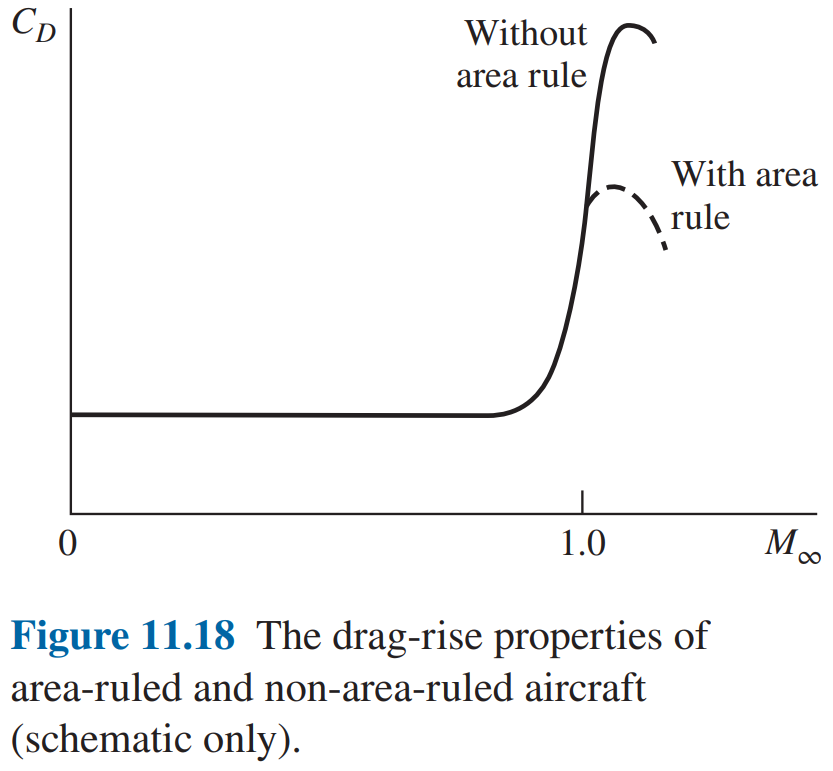 C_D
Without
area rule
With area
rule
0
1.0
M_∞
Figure 11.18 The drag-rise properties of
area-ruled and non-area-ruled aircraft
(schematic only).